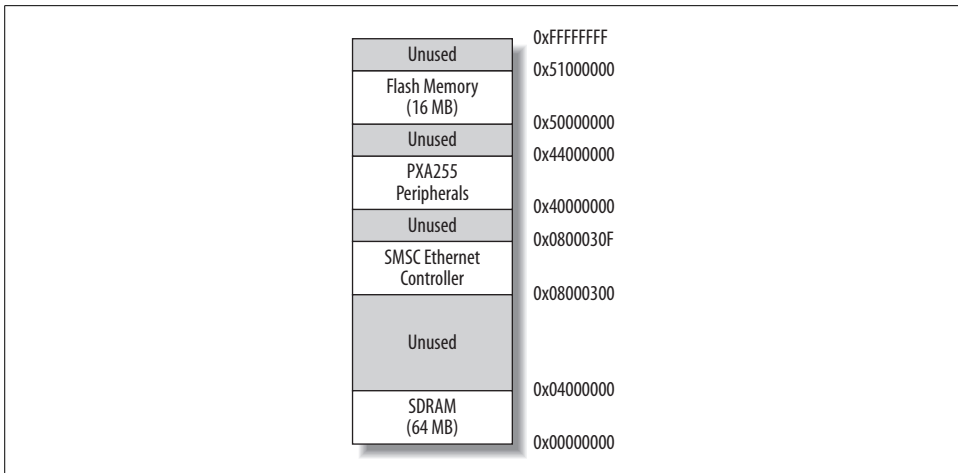 0xFFFFFFFF
Unused
0x51000000
Flash Memory
(16 MB)
0x50000000
Unused
0x44000000
PXA255
Peripherals
0x40000000
Unused
0x0800030F
SMSC Ethernet
Controller
0x08000300
Unused
0x04000000
SDRAM
(64 MB)
0x00000000